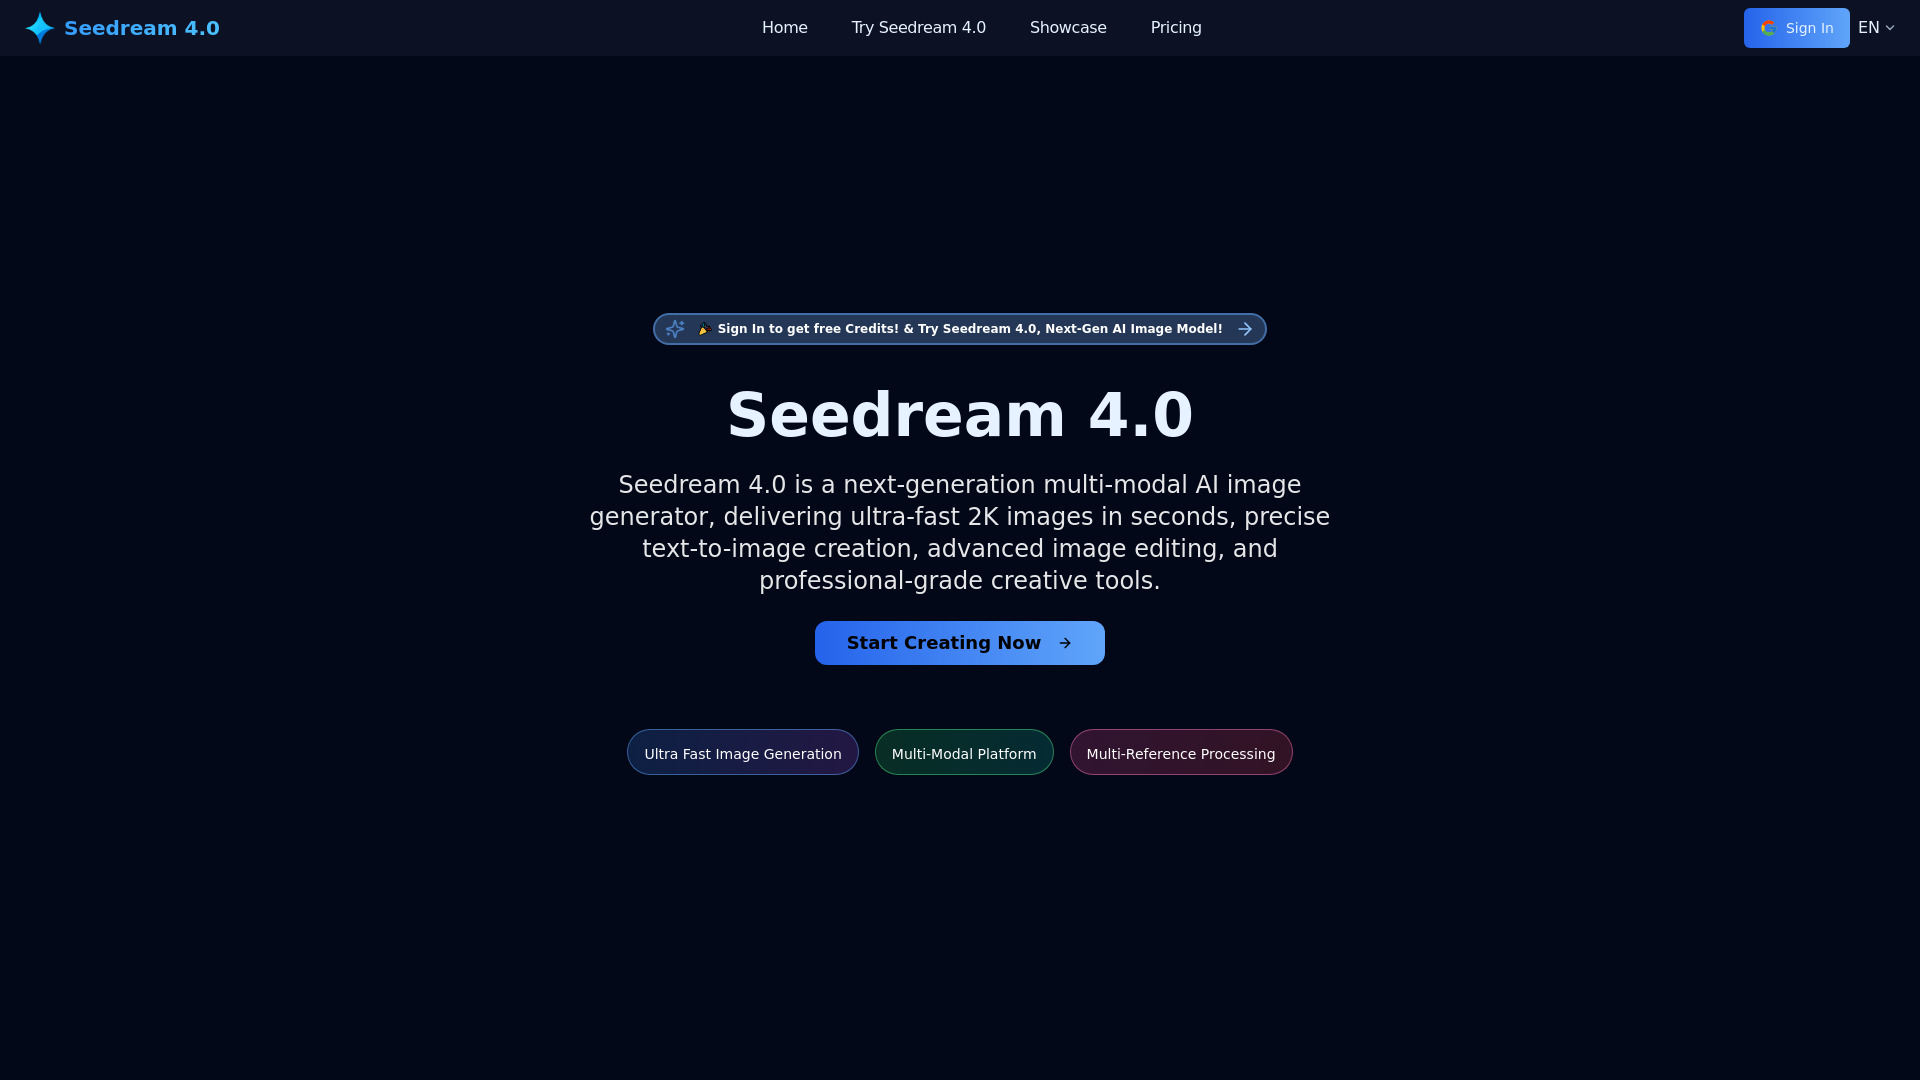 Seedream 4.0
Home
Try Seedream 4.0
Showcase
Pricing
Sign In
EN
🎉 Sign In to get free Credits! & Try Seedream 4.0, Next-Gen AI Image Model!
Seedream 4.0
Seedream 4.0 is a next-generation multi-modal AI image
generator, delivering ultra-fast 2K images in seconds, precise
text-to-image creation, advanced image editing, and
professional-grade creative tools.
Start Creating Now
Ultra Fast Image Generation
Multi-Modal Platform
Multi-Reference Processing